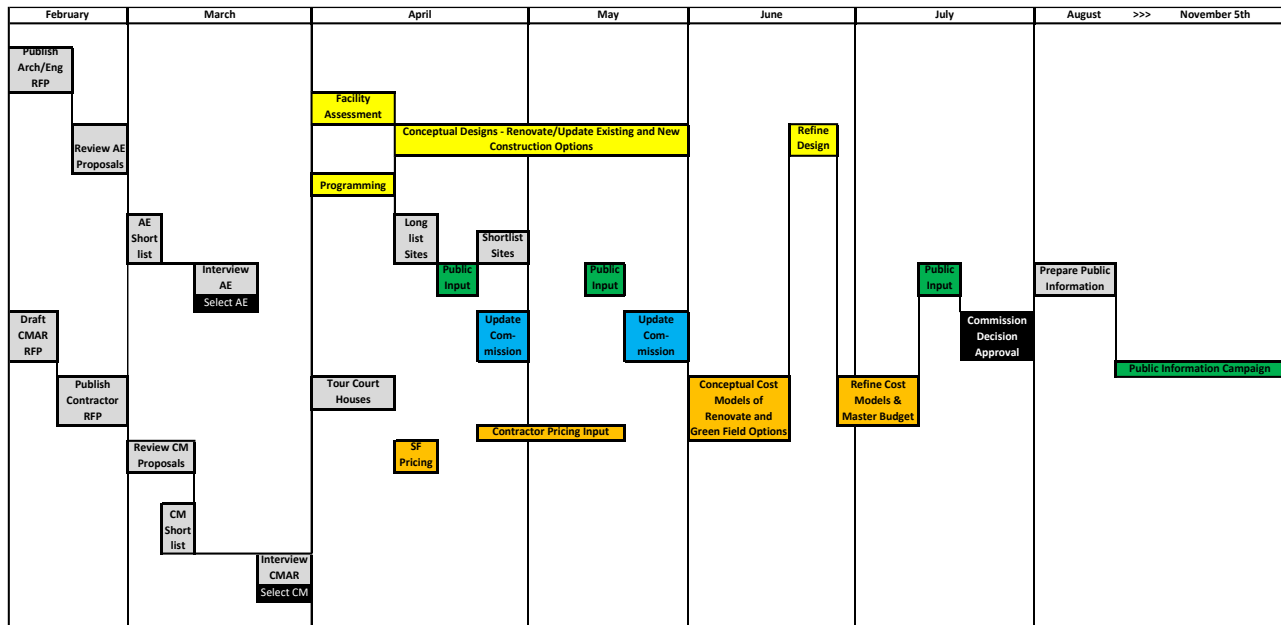 February
March
April
May
June
July
August >>> November 5th
Publish
Arch/Eng
RFP
Facility
Assessment
Conceptual Designs - Renovate/Update Existing and New
Construction Options
Refine
Design
Review AE
Proposals
Programming
AE
Short
list
Long
list
Sites
Shortlist
Sites
Interview
AE
Select AE
Public
Input
Public
Input
Public
Input
Prepare Public
Information
Draft
CMAR
RFP
Update
Com-
mission
Update
Com-
mission
Commission
Decision
Approval
Public Information Campaign
Publish
Contractor
RFP
Tour Court
Houses
Conceptual Cost
Models of
Renovate and
Green Field Options
Refine Cost
Models &
Master Budget
Contractor Pricing Input
Review CM
Proposals
SF
Pricing
CM
Short
list
Interview
CMAR
Select CM